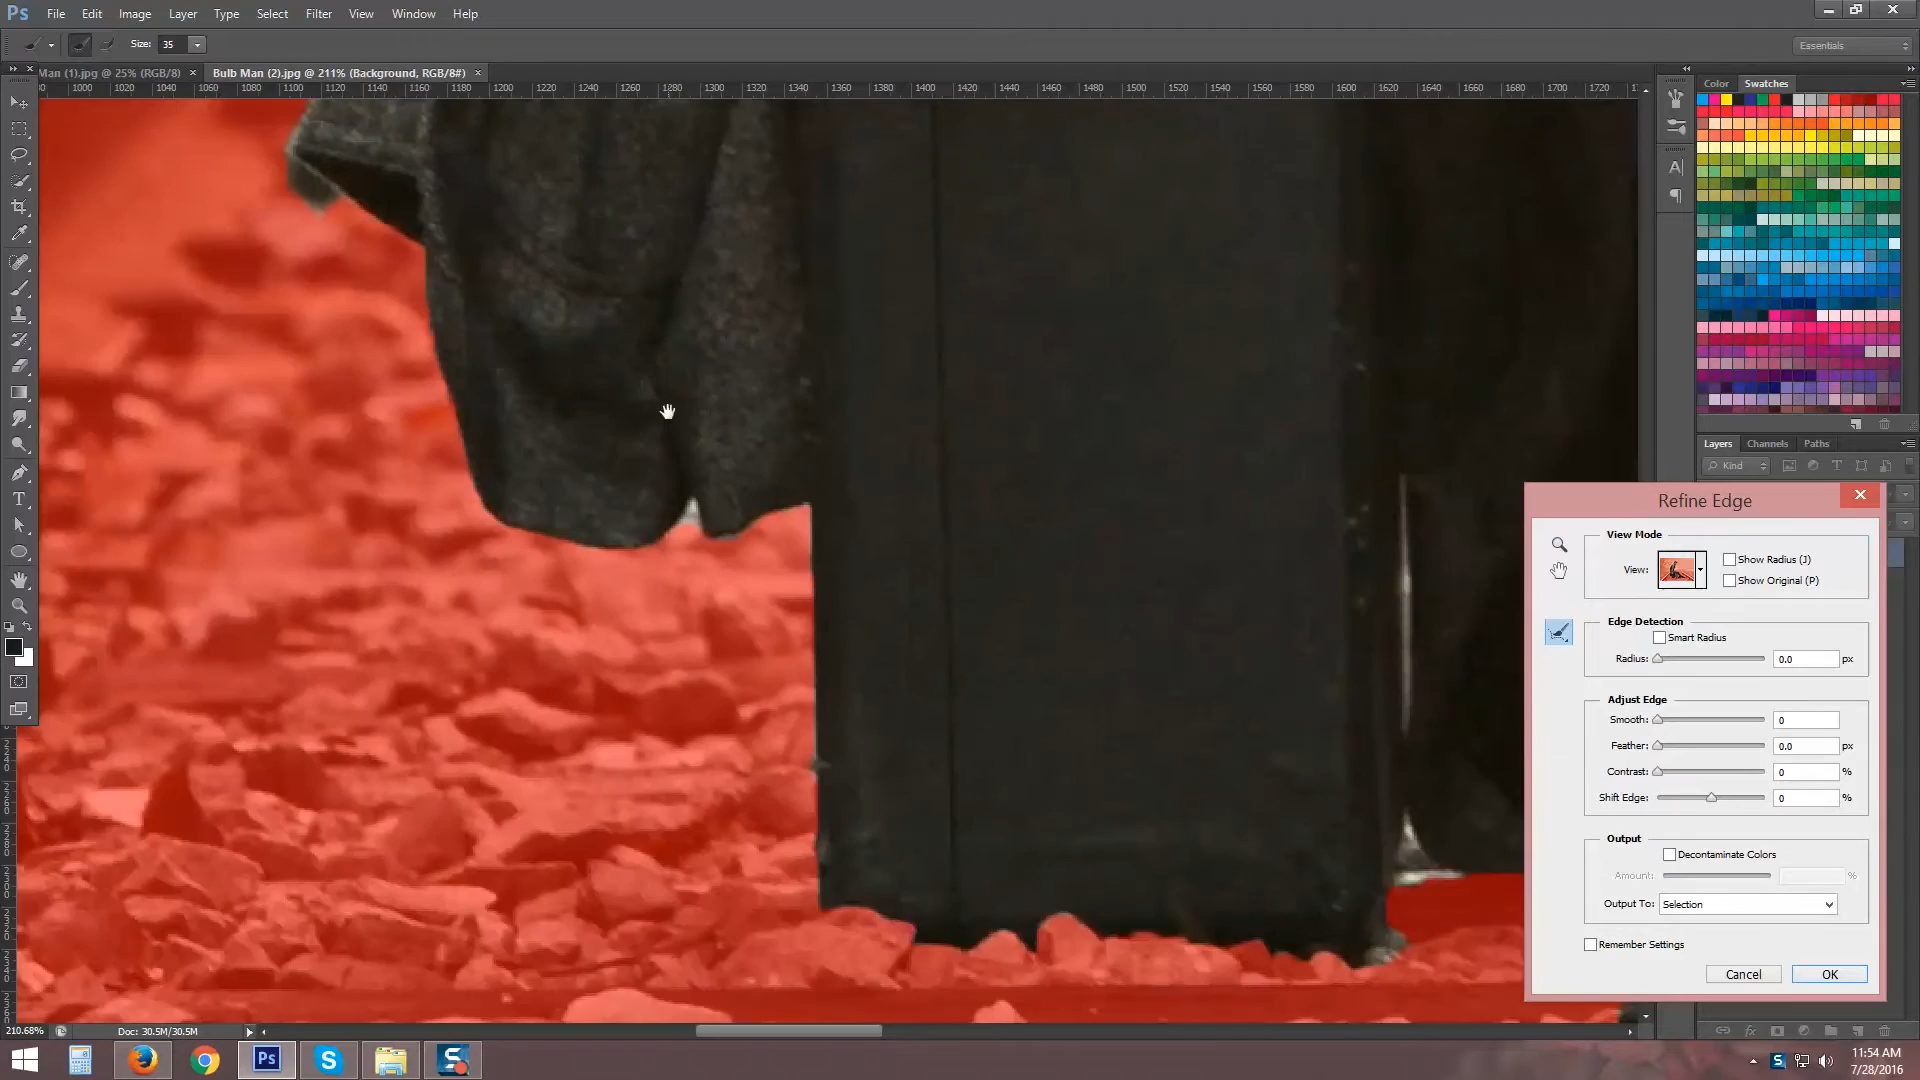 Ps File Edit Image Layer Type Select Filter View Window Help
Size: 35
Essentials
Man (1).jpg @ 25% (RGB/8) × Bulb Man (2).jpg @ 211% (Background, RGB/8#) ×
1000 1020 1040 1060 1080 1100 1120 1140 1160 1180 1200 1220 1240 1260 1280 1300 1320 1340 1360 1380 1400 1420 1440 1460 1480 1500 1520 1540 1560 1580 1600 1620 1640 1660 1680 1700 1720
Color Swatches
Layers Channels Paths
Kind
Refine Edge
View Mode
View:
Show Radius (J)
Show Original (P)
Edge Detection
Smart Radius
Radius: 0.0 px
Adjust Edge
Smooth: 0
Feather: 0.0 px
Contrast: 0 %
Shift Edge: 0 %
Output
Decontaminate Colors
Amount: %
Output To: Selection
Remember Settings
Cancel OK
210.68% Doc: 30.5M/30.5M
11:54 AM
7/28/2016